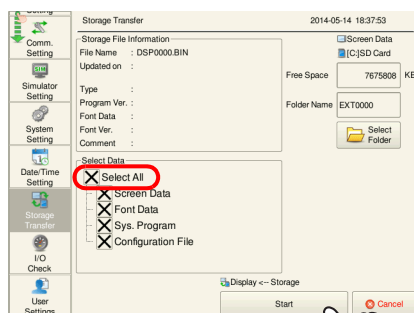 Setting
Storage Transfer
2014-05-14 18:37:53
Comm.
Setting
SIM
Simulator
Setting
System
Setting
Date/Time
Setting
Storage
Transfer
I/O
Check
User
Settings
Storage File Information
File Name : DSP0000.BIN
Updated on :
Type :
Program Ver. :
Font Data :
Font Ver. :
Comment :
Screen Data
[C:]SD Card
Free Space 7675808 KE
Folder Name EXT0000
Select
Folder
Select Data
Select All
Screen Data
Font Data
Sys. Program
Configuration File
Display <-- Storage
Start
Cancel